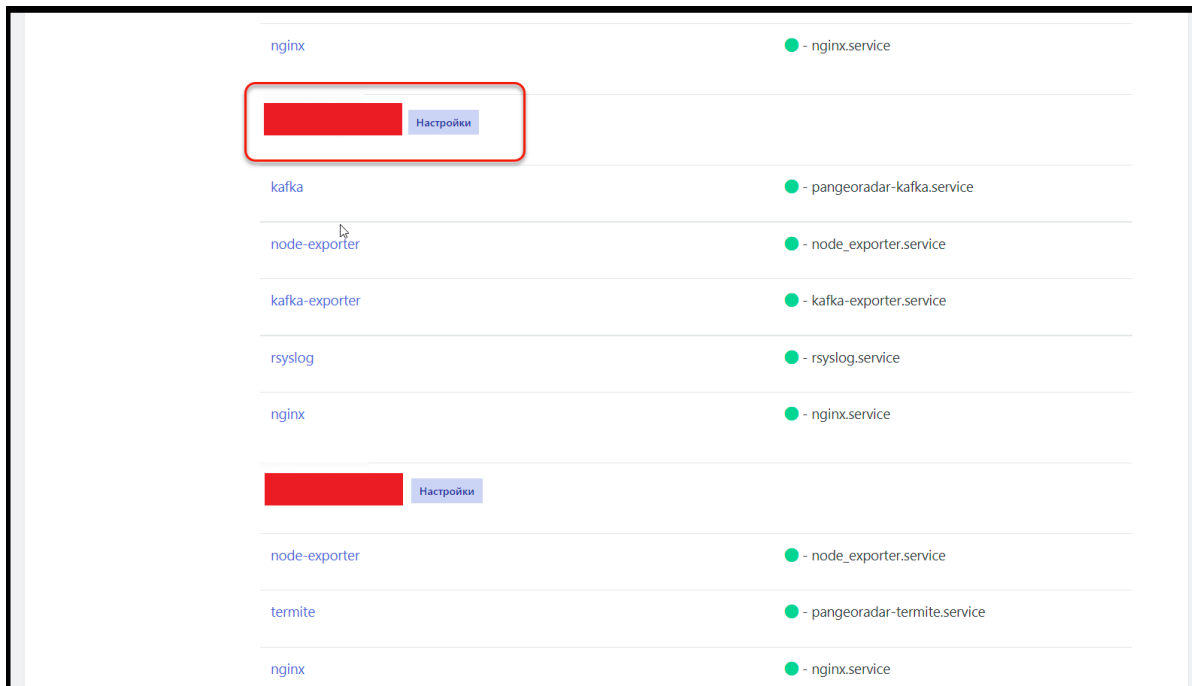 nginx - nginx.service
Настройки
kafka - pangeoradar-kafka.service
node-exporter - node_exporter.service
kafka-exporter - kafka-exporter.service
rsyslog - rsyslog.service
nginx - nginx.service
Настройки
node-exporter - node_exporter.service
termite - pangeoradar-termite.service
nginx - nginx.service